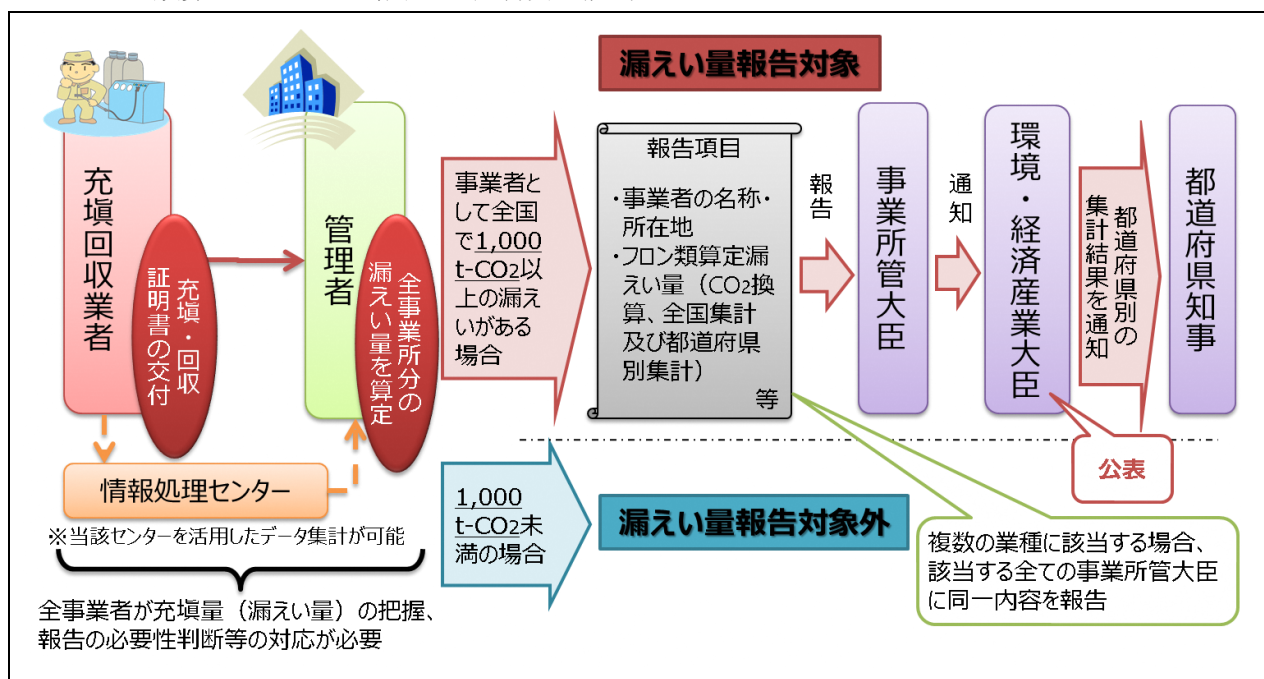 漏えい量報告対象
充塡回収業者
充塡・回収
証明書の交付
管理者
全事業所分の
漏えい量を算定
事業者と
して全国
で1,000
t-CO₂以
上の漏え
いがある
場合
報告項目
・事業者の名称・
所在地
・フロン類算定漏
えい量（CO₂換
算、全国集計
及び都道府県
別集計）
等
報告
事業所管大臣
通知
環境・経済産業大臣
都道府県別の
集計結果を通知
都道府県知事
公表
情報処理センター
※当該センターを活用したデータ集計が可能
全事業者が充塡量（漏えい量）の把握、
報告の必要性判断等の対応が必要
1,000
t-CO₂未
満の場合
漏えい量報告対象外
複数の業種に該当する場合、
該当する全ての事業所管大臣
に同一内容を報告